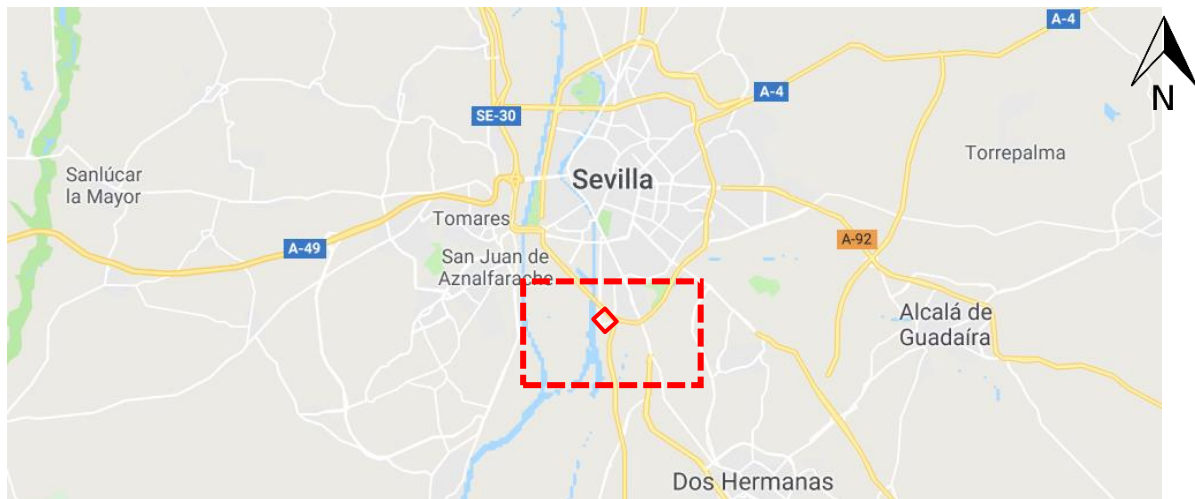 A-4
A-4
SE-30
N
Sanlúcar
la Mayor
Sevilla
Torrepalma
Tomares
A-49
San Juan de
Aznalfarache
A-92
Alcalá de
Guadaíra
Dos Hermanas